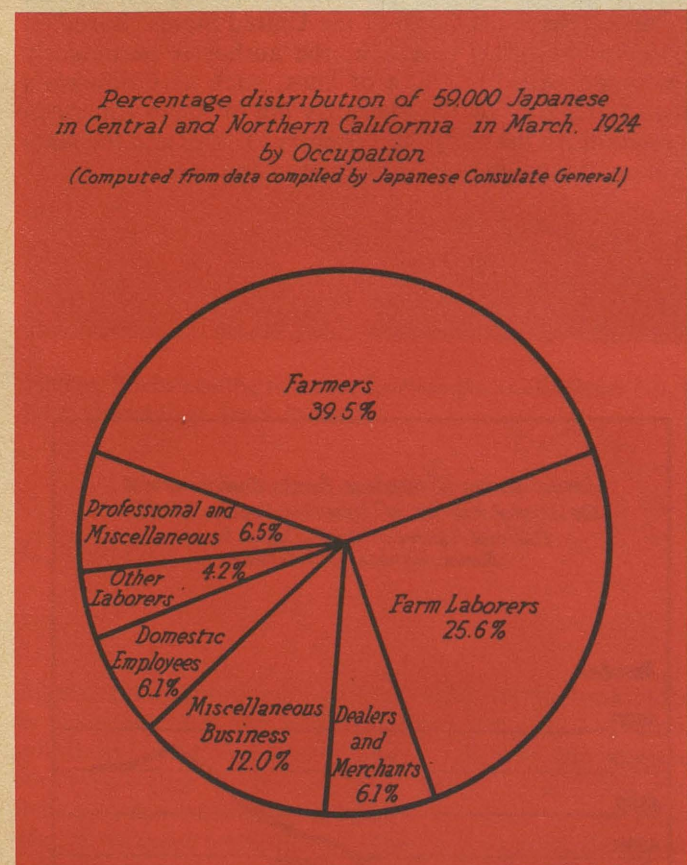 Percentage distribution of 59,000 Japanese
in Central and Northern California in March, 1924
by Occupation
(Computed from data compiled by Japanese Consulate General)
Farmers
39.5%
Professional and
Miscellaneous 6.5%
Other 4.2%
Laborers
Farm Laborers
25.6%
Domestic
Employees
6.1%
Miscellaneous
Business
12.0%
Dealers
and
Merchants
6.1%